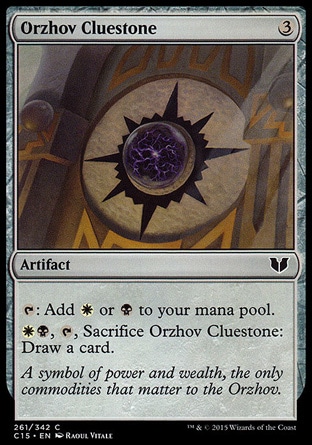 Orzhov Cluestone 3
Artifact
: Add or to your mana pool.
, , Sacrifice Orzhov Cluestone:
Draw a card.
A symbol of power and wealth, the only
commodities that matter to the Orzhov.
261/342 C
C15 • EN Raoul Vitale
™ & © 2015 Wizards of the Coast